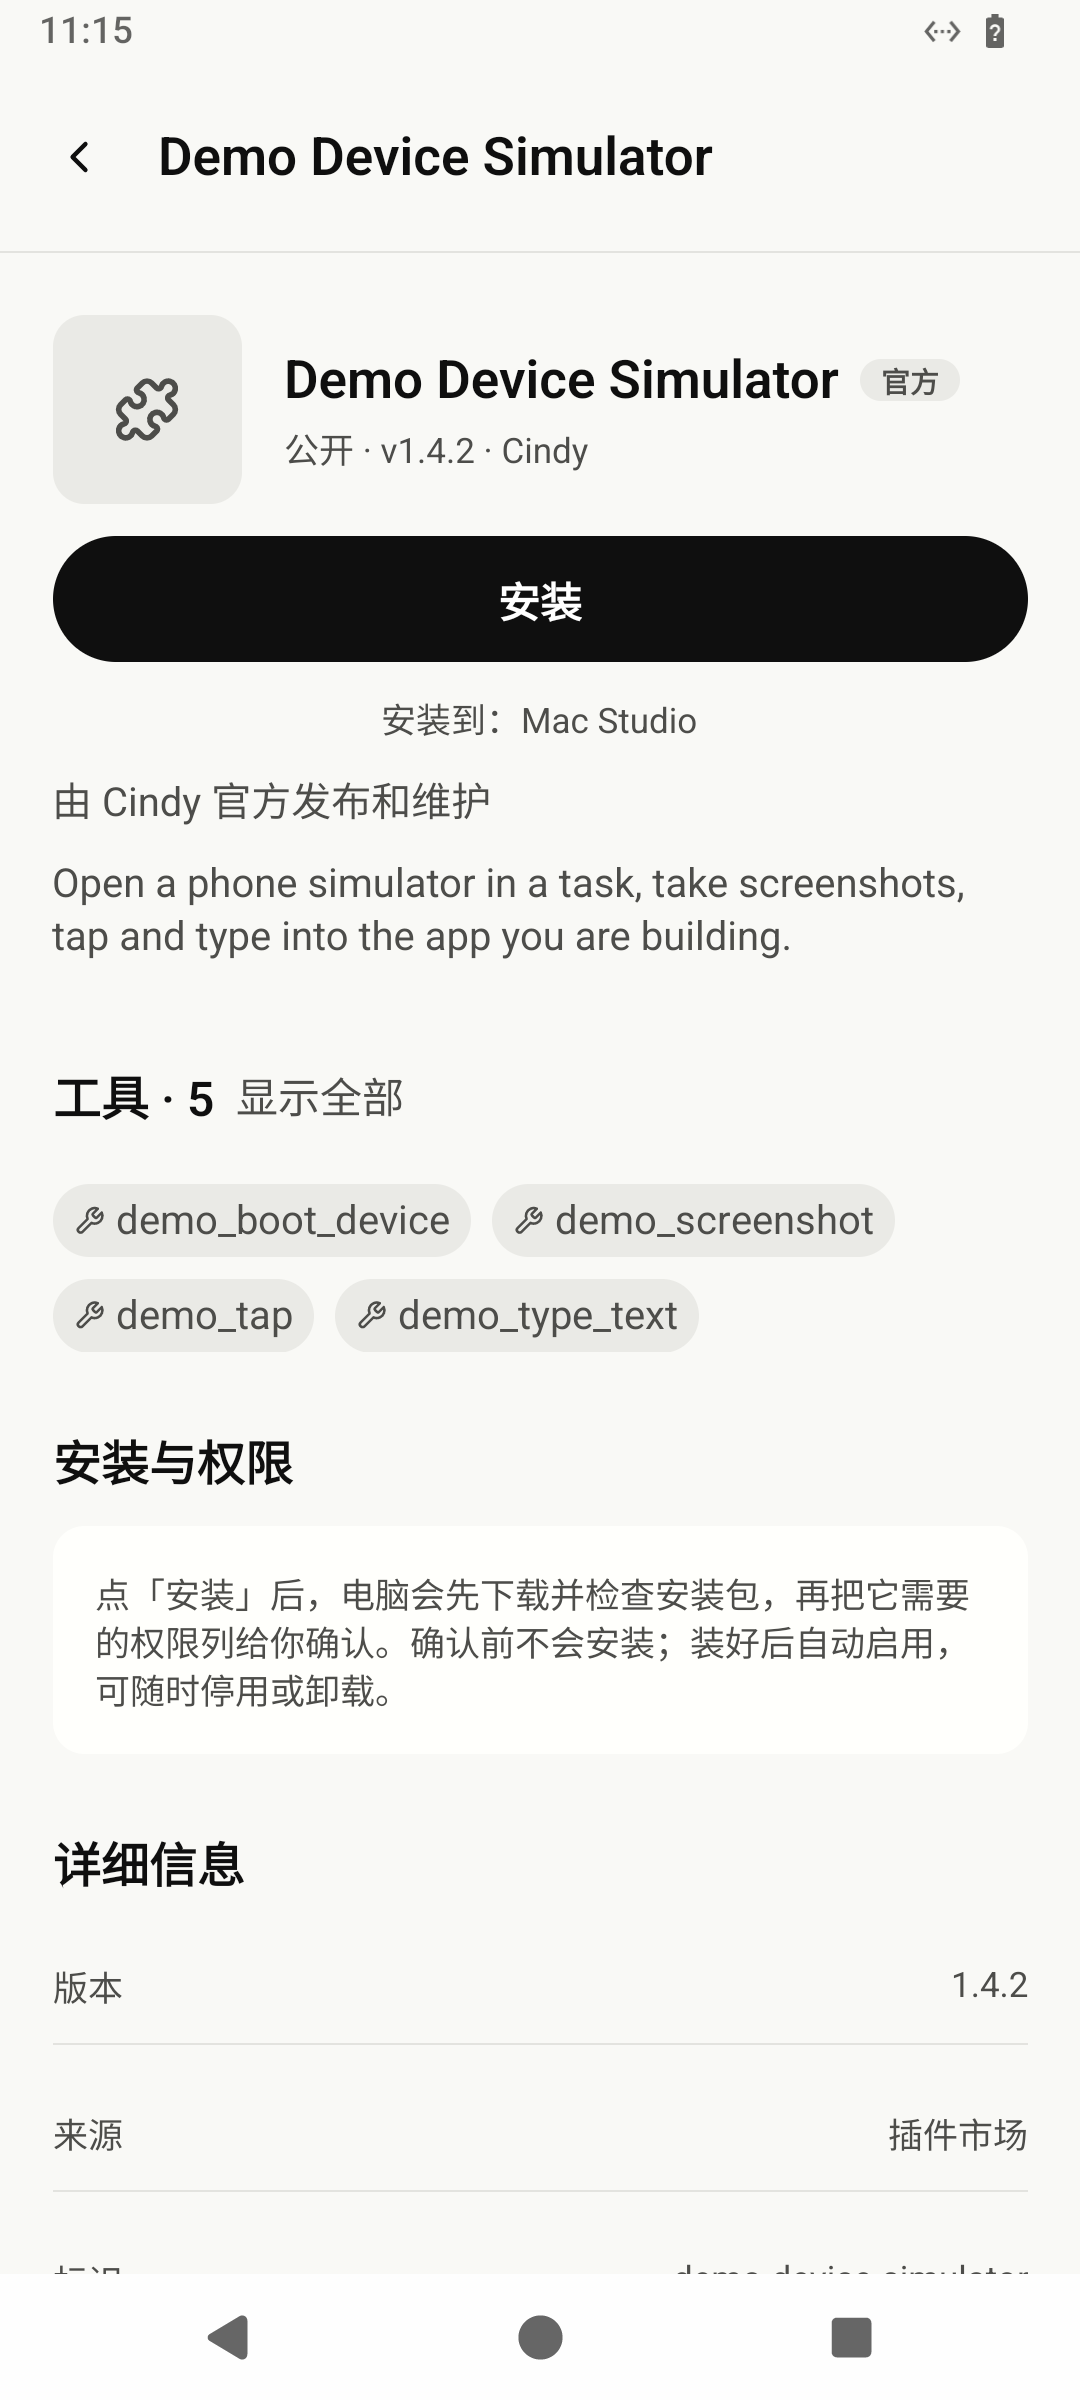 11:15
Demo Device Simulator
Demo Device Simulator 官方
公开 · v1.4.2 · Cindy
安装
安装到：Mac Studio
由 Cindy 官方发布和维护
Open a phone simulator in a task, take screenshots,
tap and type into the app you are building.
工具 · 5 显示全部
demo_boot_device demo_screenshot
demo_tap demo_type_text
安装与权限
点「安装」后，电脑会先下载并检查安装包，再把它需要
的权限列给你确认。确认前不会安装；装好后自动启用，
可随时停用或卸载。
详细信息
版本 1.4.2
来源 插件市场